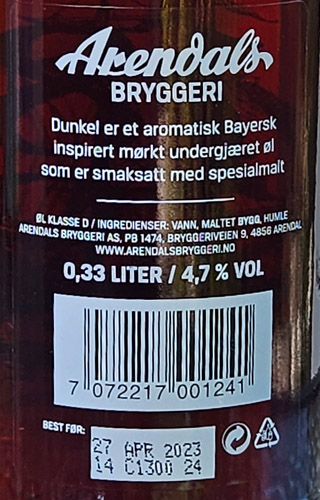 Arendals
BRYGGERI
Dunkel er et aromatisk Bayersk
inspirert mørkt undergjæret øl
som er smaksatt med spesialmalt
ØL KLASSE D / INGREDIENSER: VANN, MALTET BYGG, HUMLE
ARENDALS BRYGGERI AS, PB 1474, BRYGGERIVEIEN 9, 4856 ARENDAL
WWW.ARENDALSBRYGGERI.NO
0,33 LITER / 4,7 % VOL
7 072217 001241
BEST FØR:
27 APR 2023
14 C1300 24